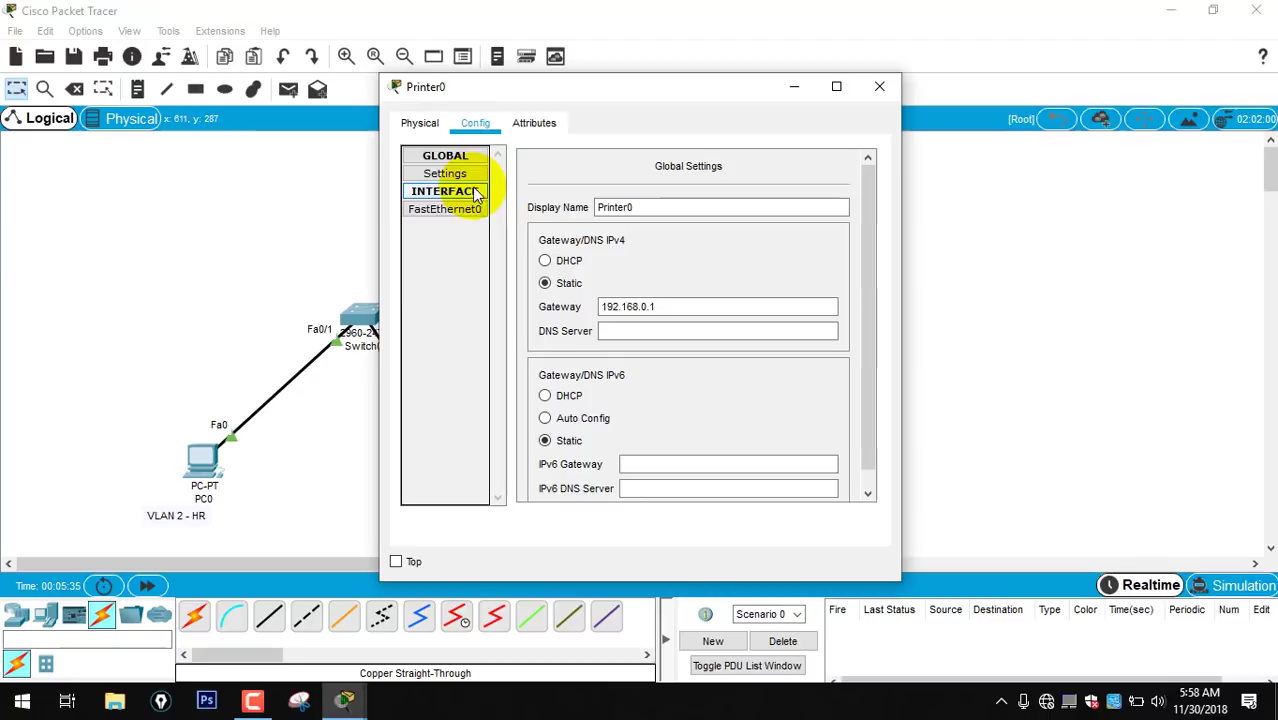 Cisco Packet Tracer
File Edit Options View Tools Extensions Help
?
Logical Physical x: 611, y: 287 [Root] 02:02:00
Printer0
Physical Config Attributes
GLOBAL
Settings
INTERFACE
FastEthernet0
Global Settings
Display Name Printer0
Gateway/DNS IPv4
DHCP
Static
Gateway 192.168.0.1
DNS Server
Gateway/DNS IPv6
DHCP
Auto Config
Static
IPv6 Gateway
IPv6 DNS Server
Top
Fa0/1
Fa0
PC-PT
PC0
VLAN 2 - HR
Time: 00:05:35 Realtime Simulation
Scenario 0
New Delete
Toggle PDU List Window
Fire Last Status Source Destination Type Color Time(sec) Periodic Num Edit
Copper Straight-Through
Ps
5:58 AM
11/30/2018